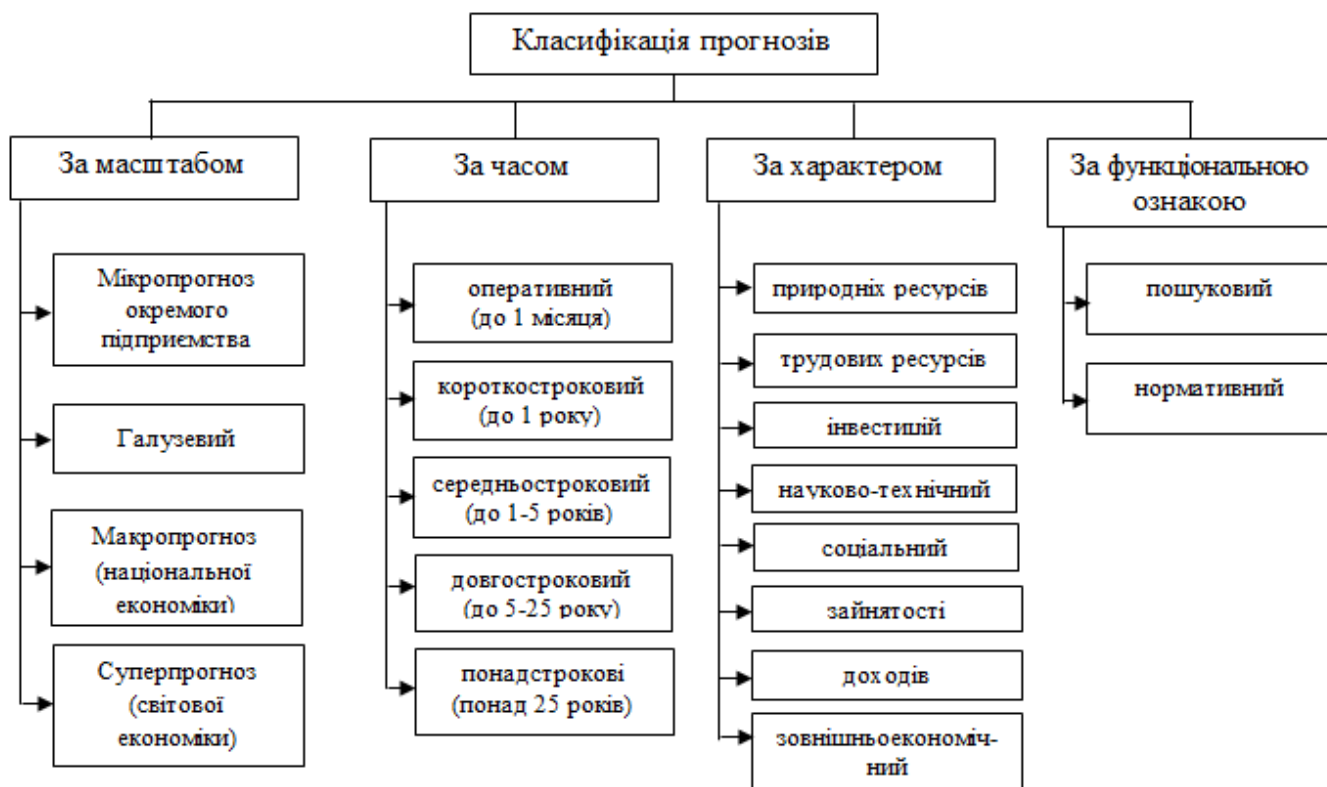 Класифікація прогнозів
За масштабом
Мікропрогноз
окремого
підприємства
Галузевий
Макропрогноз
(національної
економіки)
Суперпрогноз
(світової
економіки)
За часом
оперативний
(до 1 місяця)
короткостроковий
(до 1 року)
середньостроковий
(до 1-5 років)
довгостроковий
(до 5-25 року)
понадстрокові
(понад 25 років)
За характером
природніх ресурсів
трудових ресурсів
інвестицій
науково-технічний
соціальний
зайнятості
доходів
зовнішньоекономіч-
ний
За функціональною
ознакою
пошуковий
нормативний